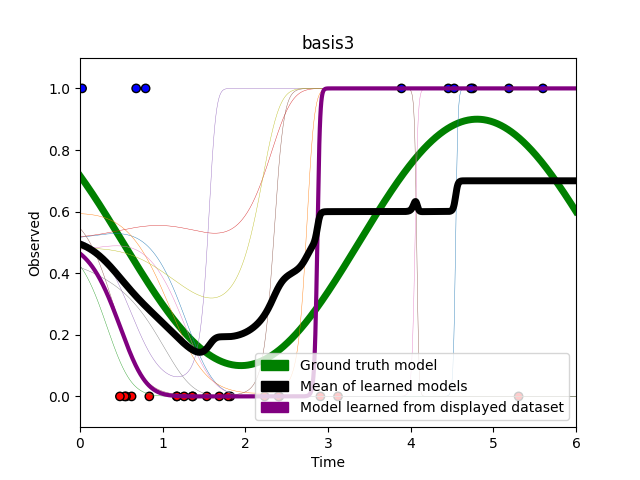 basis3
Observed
1.0
0.8
0.6
0.4
0.2
0.0
Ground truth model
Mean of learned models
Model learned from displayed dataset
0 1 2 3 4 5 6
Time